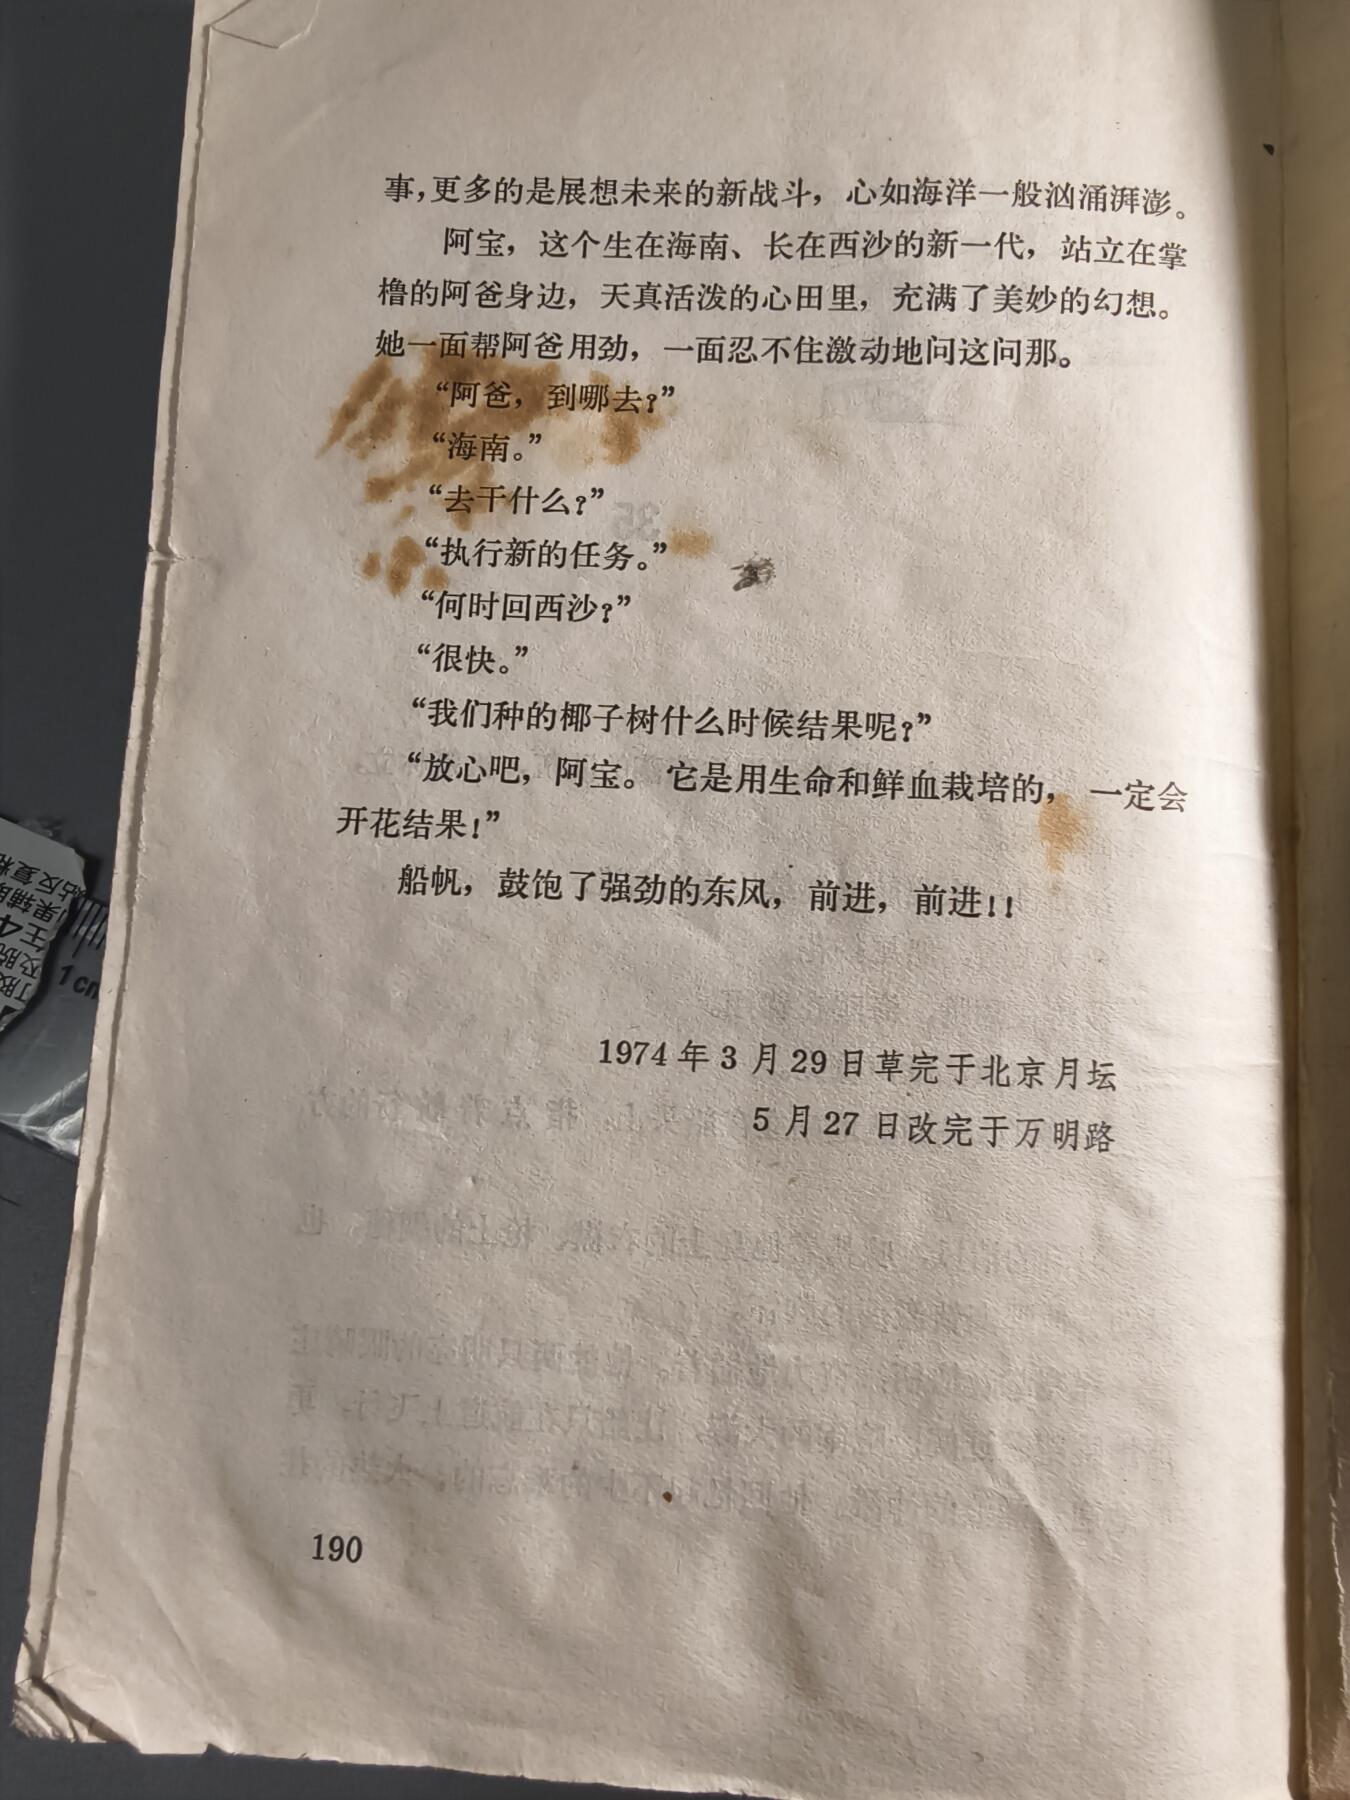 事，更多的是展想未来的新战斗，心如海洋一般汹涌湃澎。
阿宝，这个生在海南、长在西沙的新一代，站立在掌
橹的阿爸身边，天真活泼的心田里，充满了美妙的幻想。
她一面帮阿爸用劲，一面忍不住激动地问这问那。
“阿爸，到哪去？”
“海南。”
“去干什么？”
“执行新的任务。”
“何时回西沙？”
“很快。”
“我们种的椰子树什么时候结果呢？”
“放心吧，阿宝。它是用生命和鲜血栽培的，一定会
开花结果！”
船帆，鼓饱了强劲的东风，前进，前进！！
1974年3月29日草完于北京月坛
5月27日改完于万明路
190
1cm